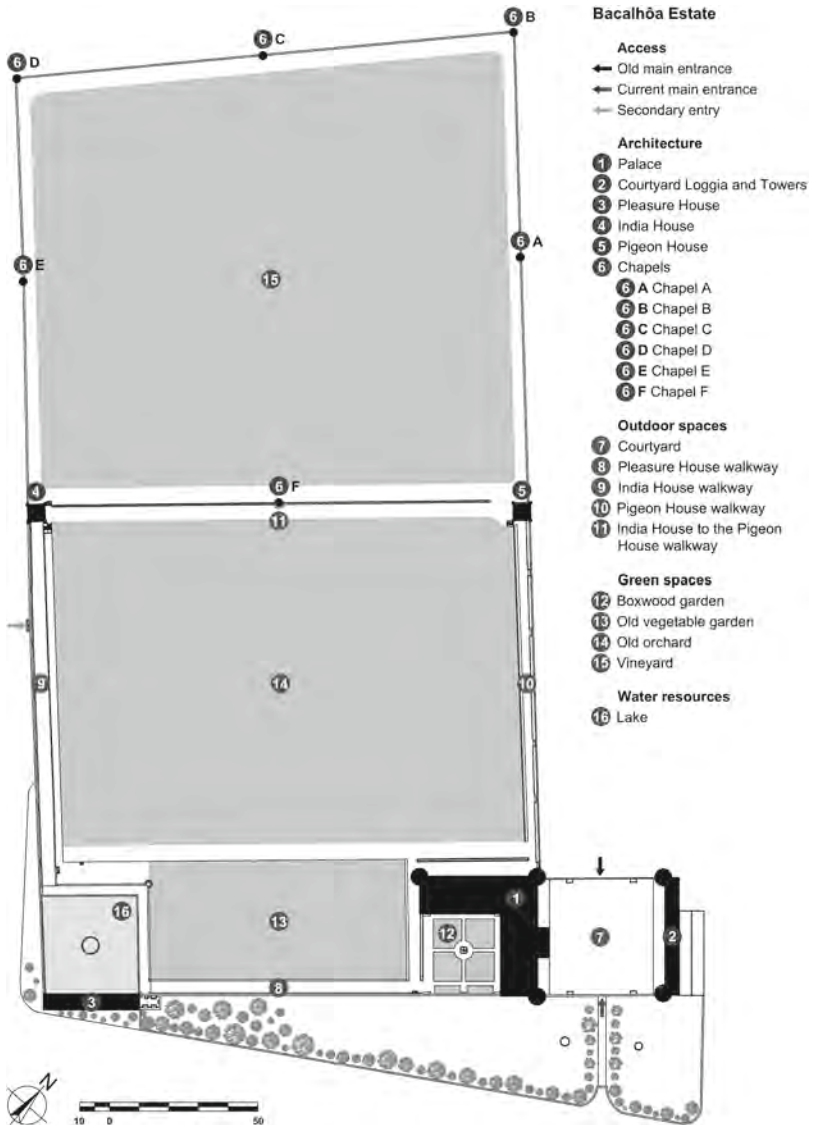 Bacalhôa Estate
Access
Old main entrance
Current main entrance
Secondary entry
Architecture
1 Palace
2 Courtyard Loggia and Towers
3 Pleasure House
4 India House
5 Pigeon House
6 Chapels
6 A Chapel A
6 B Chapel B
6 C Chapel C
6 D Chapel D
6 E Chapel E
6 F Chapel F
Outdoor spaces
7 Courtyard
8 Pleasure House walkway
9 India House walkway
10 Pigeon House walkway
11 India House to the Pigeon
House walkway
Green spaces
12 Boxwood garden
13 Old vegetable garden
14 Old orchard
15 Vineyard
Water resources
16 Lake
6 B
6 C
6 D
6 A
6 E
15
6 F
4
5
11
9
14
10
16
13
12
1
7
2
8
3
N
10 0 50